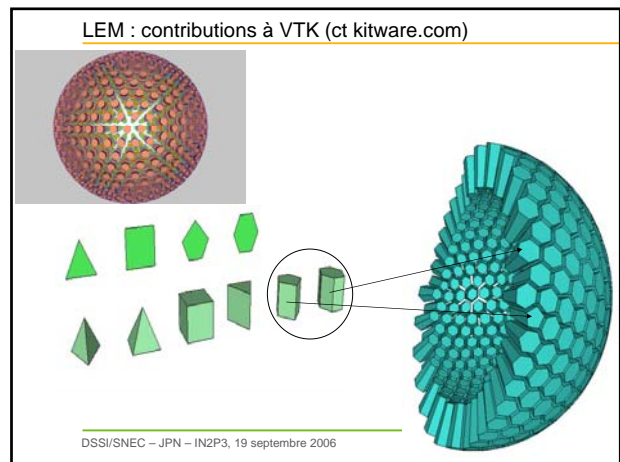 LEM : contributions à VTK (ct kitware.com)
DSSI/SNEC – JPN – IN2P3, 19 septembre 2006